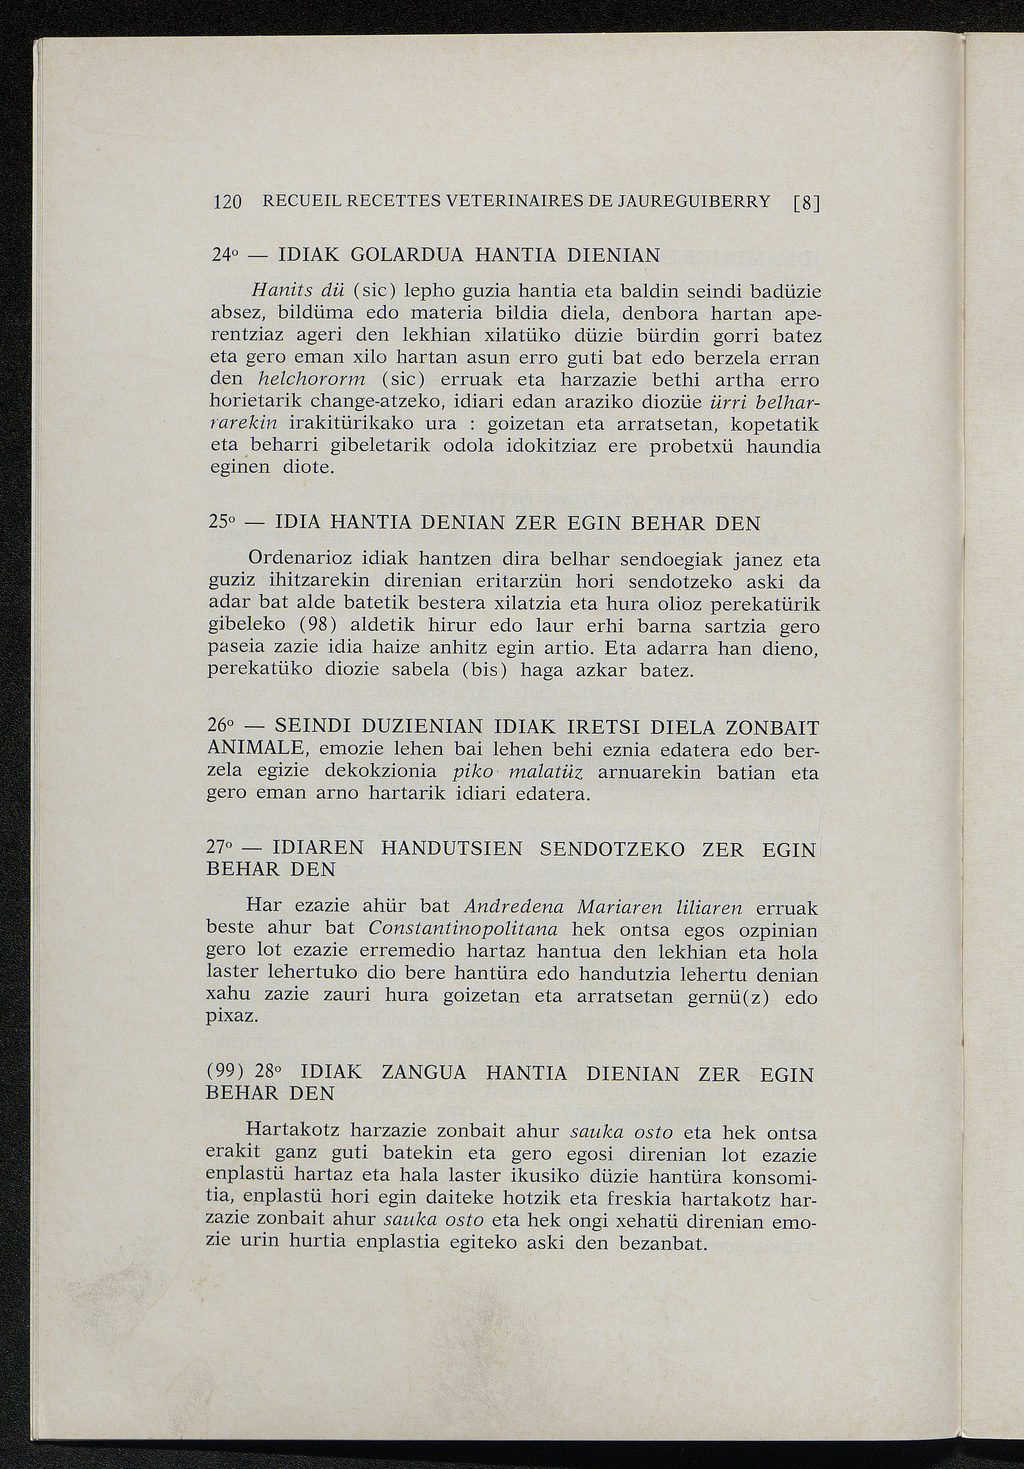 120 RECUEIL RECETTES VETERINAIRES DE JAUREGUIBERRY [8]
24º — IDIAK GOLARDUA HANTIA DIENIAN
Hanits dü (sic) lepho guzia hantia eta baldin seindi badüzie
absez, bildüma edo materia bildia diela, denbora hartan ape-
rentziaz ageri den lekhian xilatüko düzie bürdin gorri batez
eta gero eman xilo hartan asun erro guti bat edo berzela erran
den helchororm (sic) erruak eta harzazie bethi artha erro
horietarik change-atzeko, idiari edan araziko diozüe ürri belhar-
rarekin irakitürikako ura : goizetan eta arratsetan, kopetatik
eta beharri gibeletarik odola idokitziaz ere probetxü haundia
eginen diote.
25º — IDIA HANTIA DENIAN ZER EGIN BEHAR DEN
Ordenarioz idiak hantzen dira belhar sendoegiak janez eta
guziz ihitzarekin direnian eritarzün hori sendotzeko aski da
adar bat alde batetik bestera xilatzia eta hura olioz perekatürik
gibeleko (98) aldetik hirur edo laur erhi barna sartzia gero
paseia zazie idia haize anhitz egin artio. Eta adarra han dieno,
perekatüko diozie sabela (bis) haga azkar batez.
26º — SEINDI DUZIENIAN IDIAK IRETSI DIELA ZONBAIT
ANIMALE, emozie lehen bai lehen behi eznia edatera edo ber-
zela egizie dekokzionia piko malatüz arnuarekin batian eta
gero eman arno hartarik idiari edatera.
27º — IDIAREN HANDUTSIEN SENDOTZEKO ZER EGIN
BEHAR DEN
Har ezazie ahür bat Andredena Mariaren liliaren erruak
beste ahur bat Constantinopolitana hek ontsa egos ozpinian
gero lot ezazie erremedio hartaz hantua den lekhian eta hola
laster lehertuko dio bere hantüra edo handutzia lehertu denian
xahu zazie zauri hura goizetan eta arratsetan gernü(z) edo
pixaz.
(99) 28º IDIAK ZANGUA HANTIA DIENIAN ZER EGIN
BEHAR DEN
Hartakotz harzazie zonbait ahur sauka osto eta hek ontsa
erakit ganz guti batekin eta gero egosi direnian lot ezazie
enplastü hartaz eta hala laster ikusiko düzie hantüra konsomi-
tia, enplastü hori egin daiteke hotzik eta freskia hartakotz har-
zazie zonbait ahur sauka osto eta hek ongi xehatü direnian emo-
zie urin hurtia enplastia egiteko aski den bezanbat.